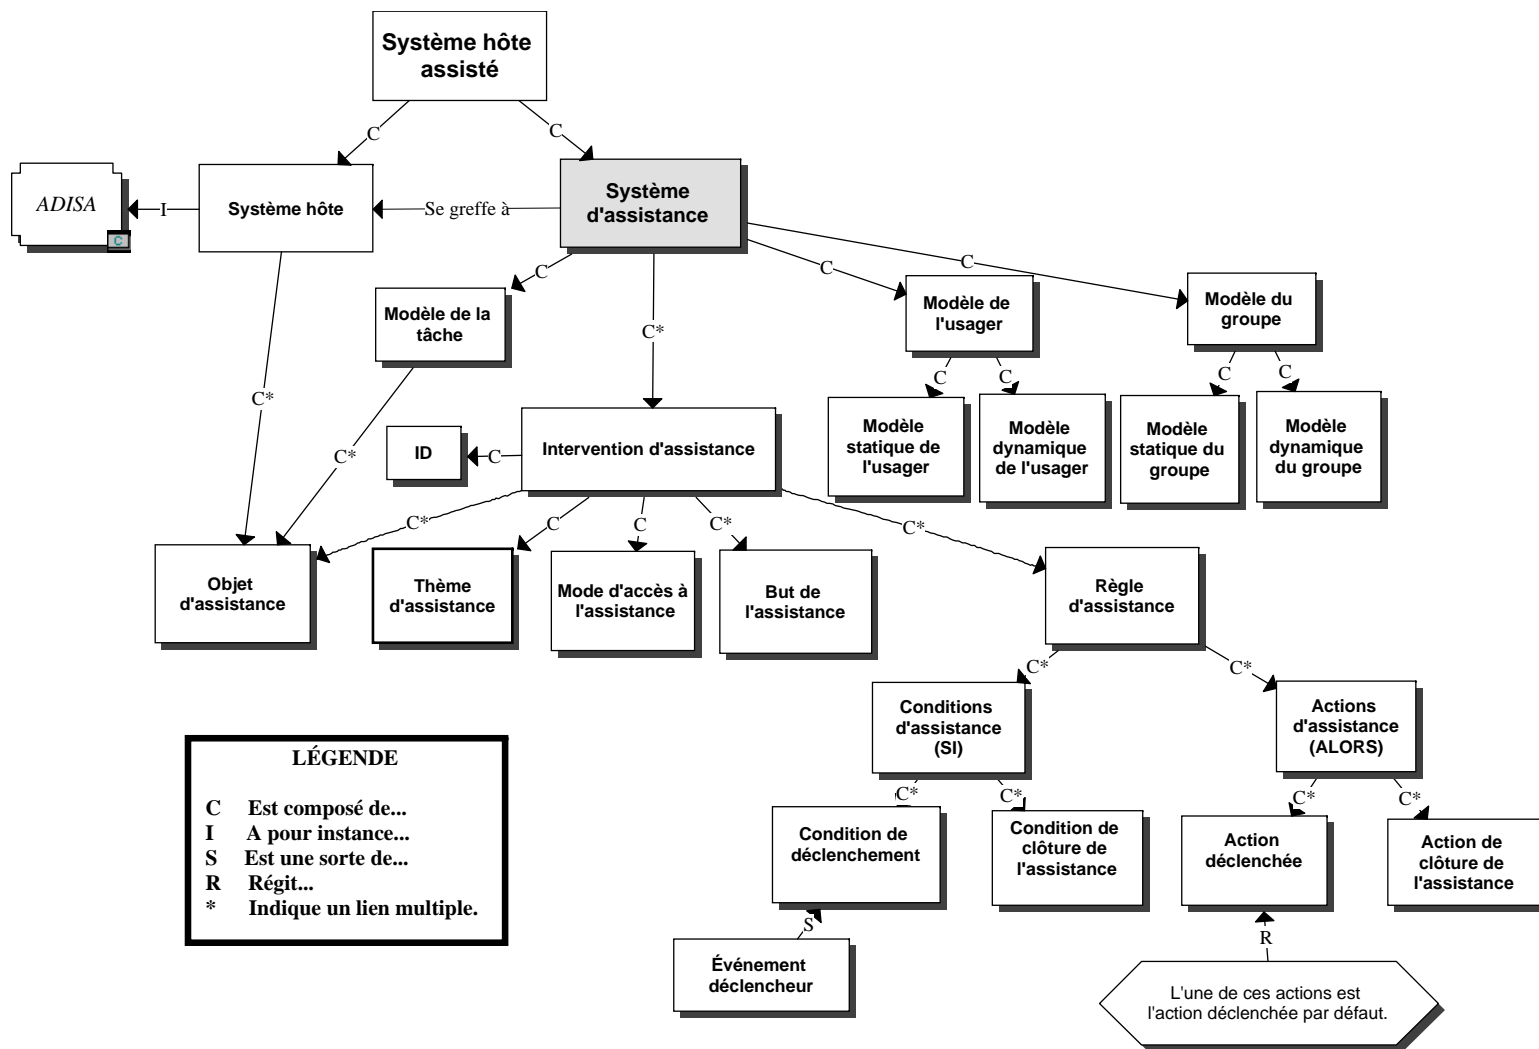 Système hôte
assisté
C
C
ADISA
C
I
Système hôte
Se greffe à
Système
d'assistance
C
C
C
C*
Modèle de la
tâche
Modèle de
l'usager
Modèle du
groupe
C*
C*
C
C
C
C
Modèle
statique de
l'usager
Modèle
dynamique
de l'usager
Modèle
statique du
groupe
Modèle
dynamique
du groupe
ID
C
Intervention d'assistance
C*
C
C
C
C*
C*
Objet
d'assistance
Thème
d'assistance
Mode d'accès à
l'assistance
But de
l'assistance
Règle
d'assistance
C*
C*
Conditions
d'assistance
(SI)
Actions
d'assistance
(ALORS)
C*
C*
C*
C*
Condition de
déclenchement
Condition de
clôture de
l'assistance
Action
déclenchée
Action de
clôture de
l'assistance
S
R
Événement
déclencheur
L'une de ces actions est
l'action déclenchée par défaut.
LÉGENDE
C Est composé de...
I A pour instance...
S Est une sorte de...
R Régit...
* Indique un lien multiple.